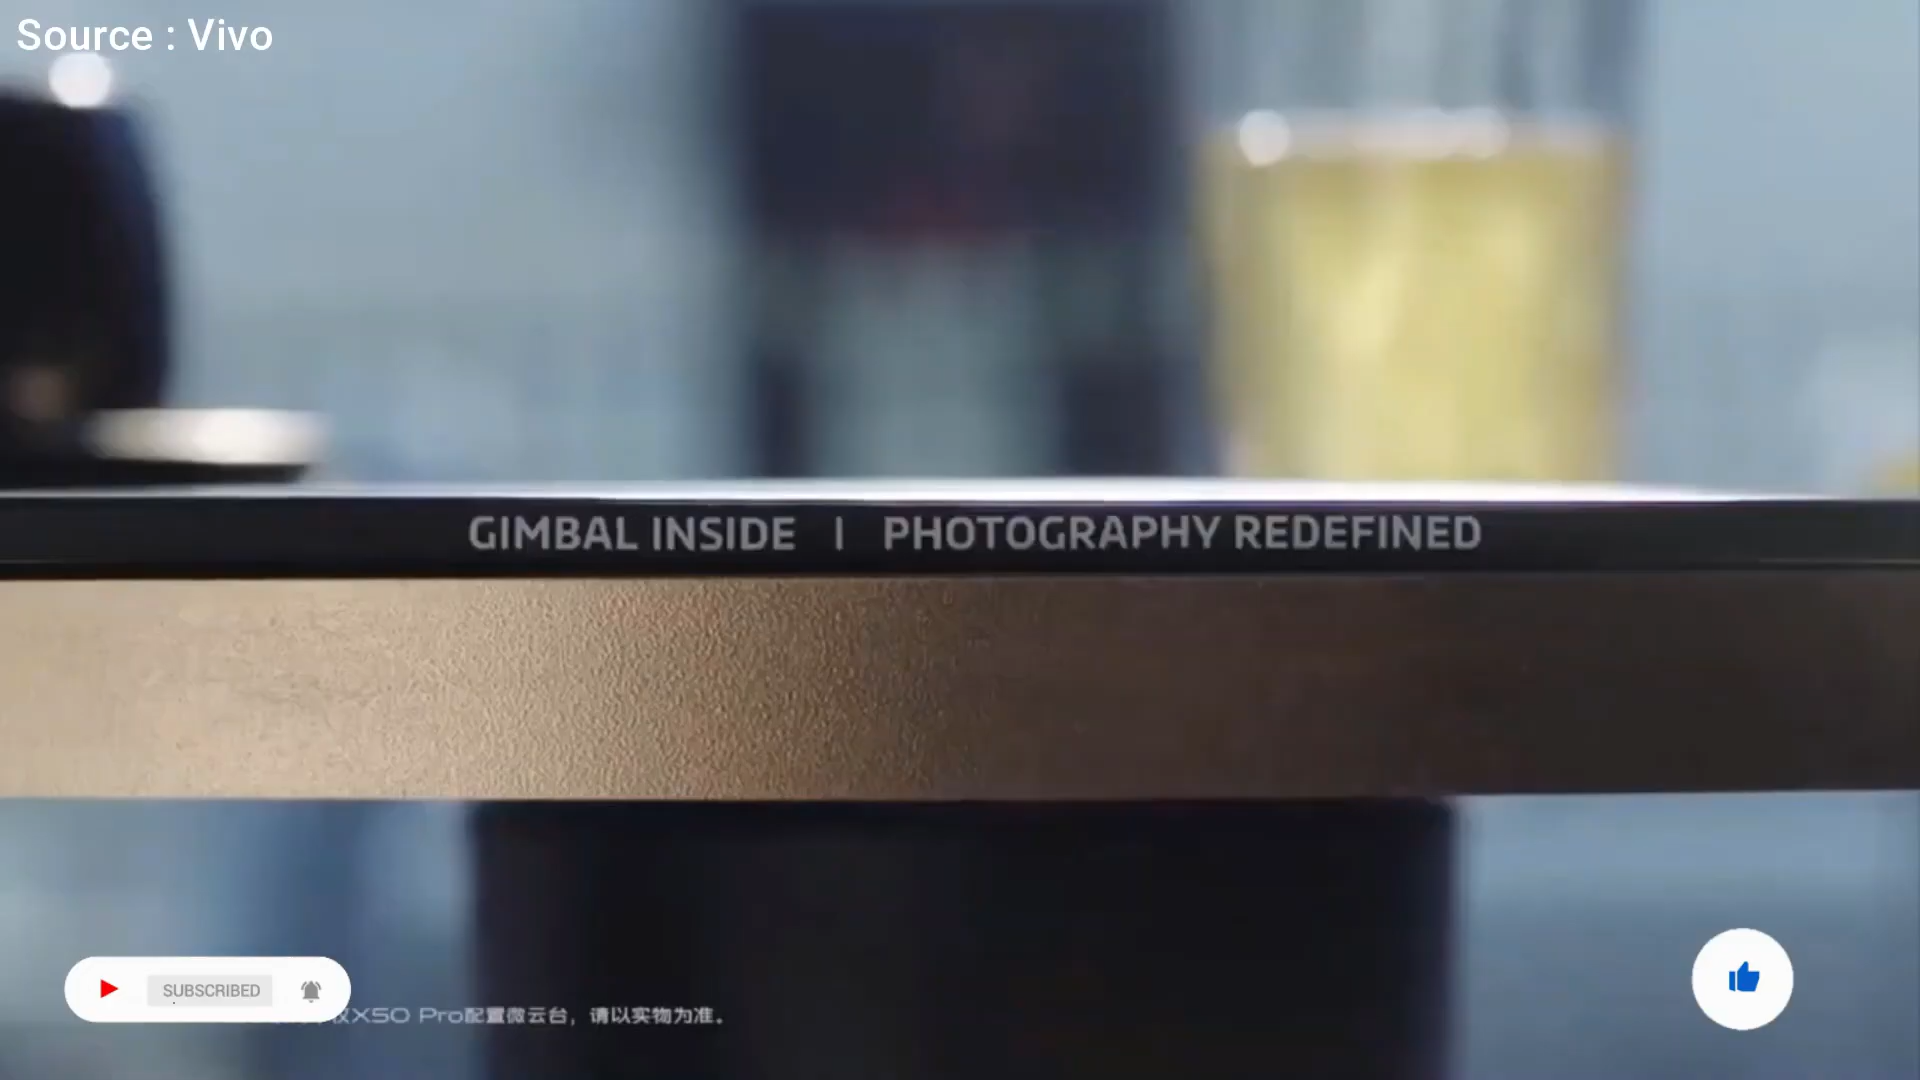 Source : Vivo
GIMBAL INSIDE | PHOTOGRAPHY REDEFINED
SUBSCRIBED
X50 Pro配置微云台，请以实物为准。